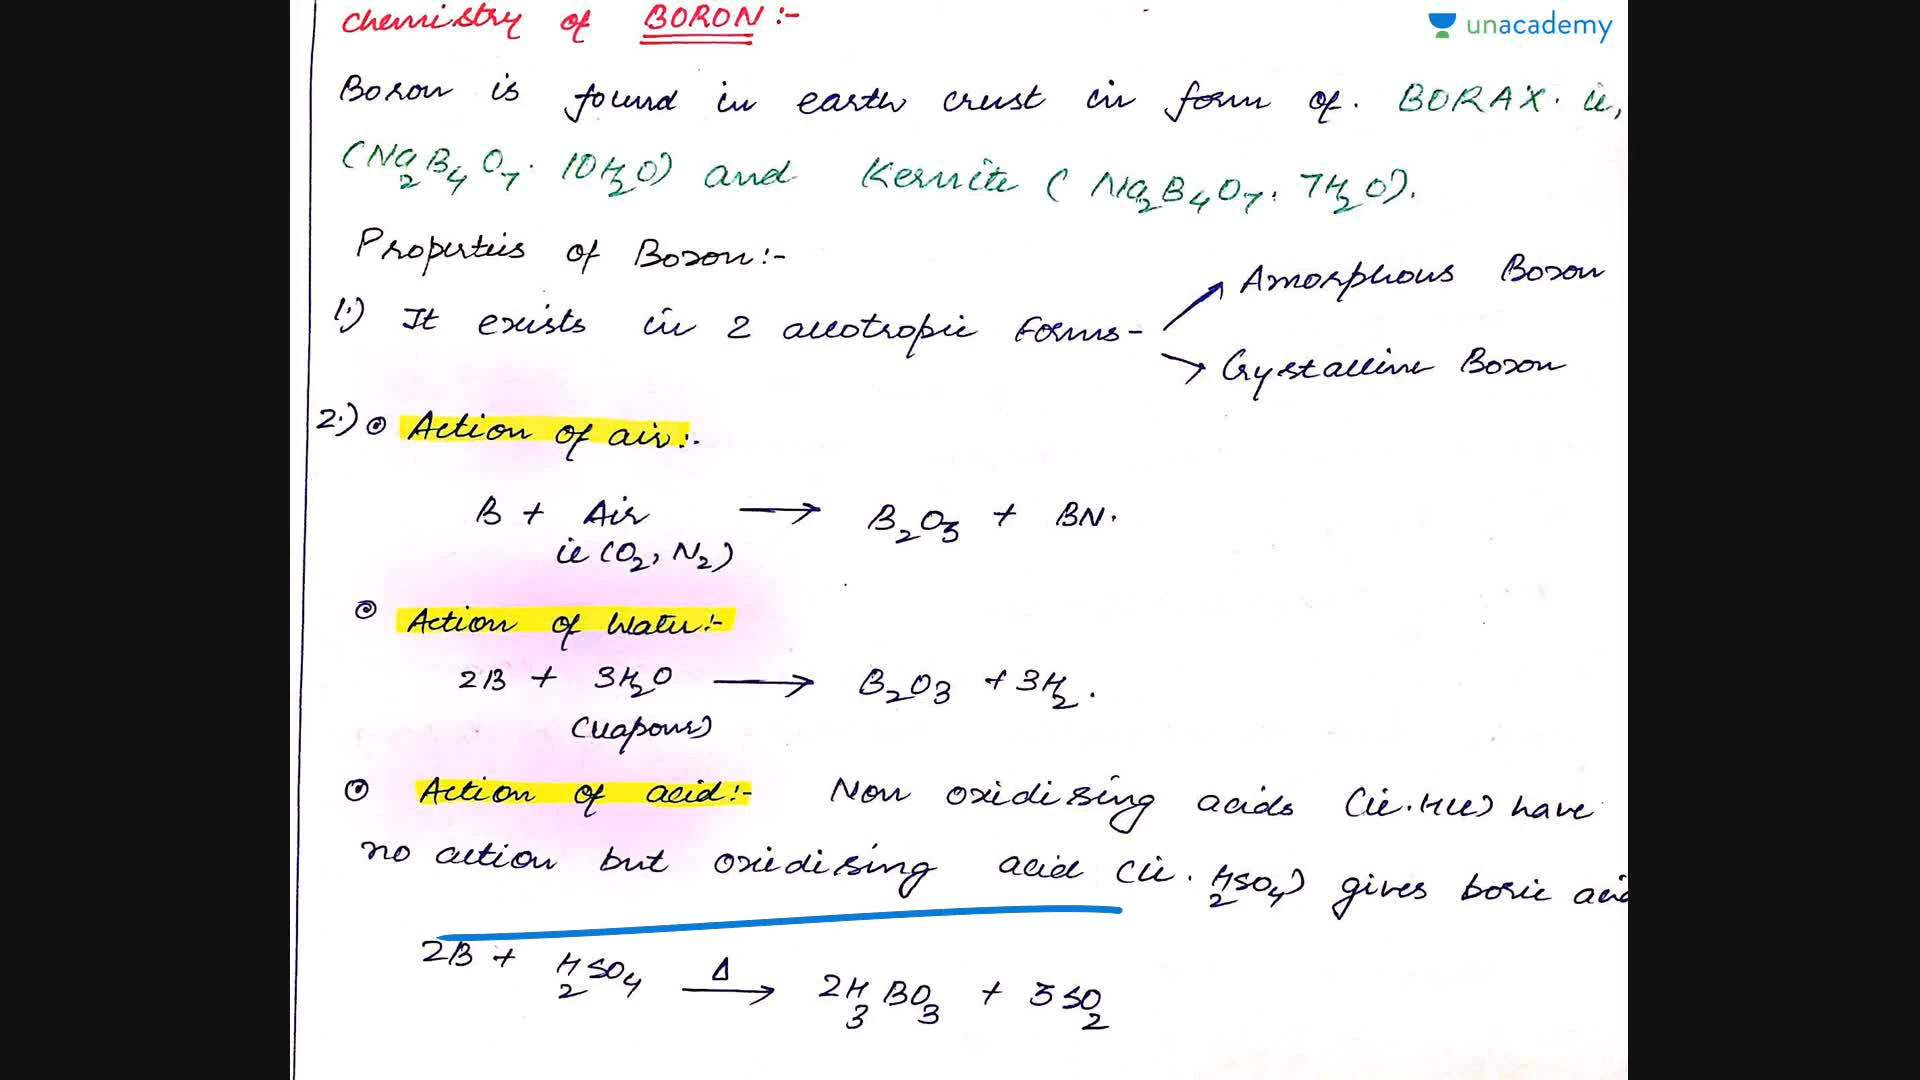 Chemistry of BORON:-
unacademy
Boron is found in earth crust in form of. BORAX. ie,
(Na2B4O7. 10H2O) and Kernite (Na2B4O7. 7H2O).
Properties of Boron:-
1.) It exists in 2 allotropic forms-
Amorphous Boron
Crystalline Boron
2.) Action of air:-
B + Air → B2O3 + BN.
ie (O2, N2)
Action of Water:-
2B + 3H2O → B2O3 + 3H2.
(vapours)
Action of acid:- Non oxidising acids (ie. HCl) have
no action but oxidising acid (ie. H2SO4) gives boric acid
2B + H2SO4 Δ→ 2H3BO3 + 3SO2